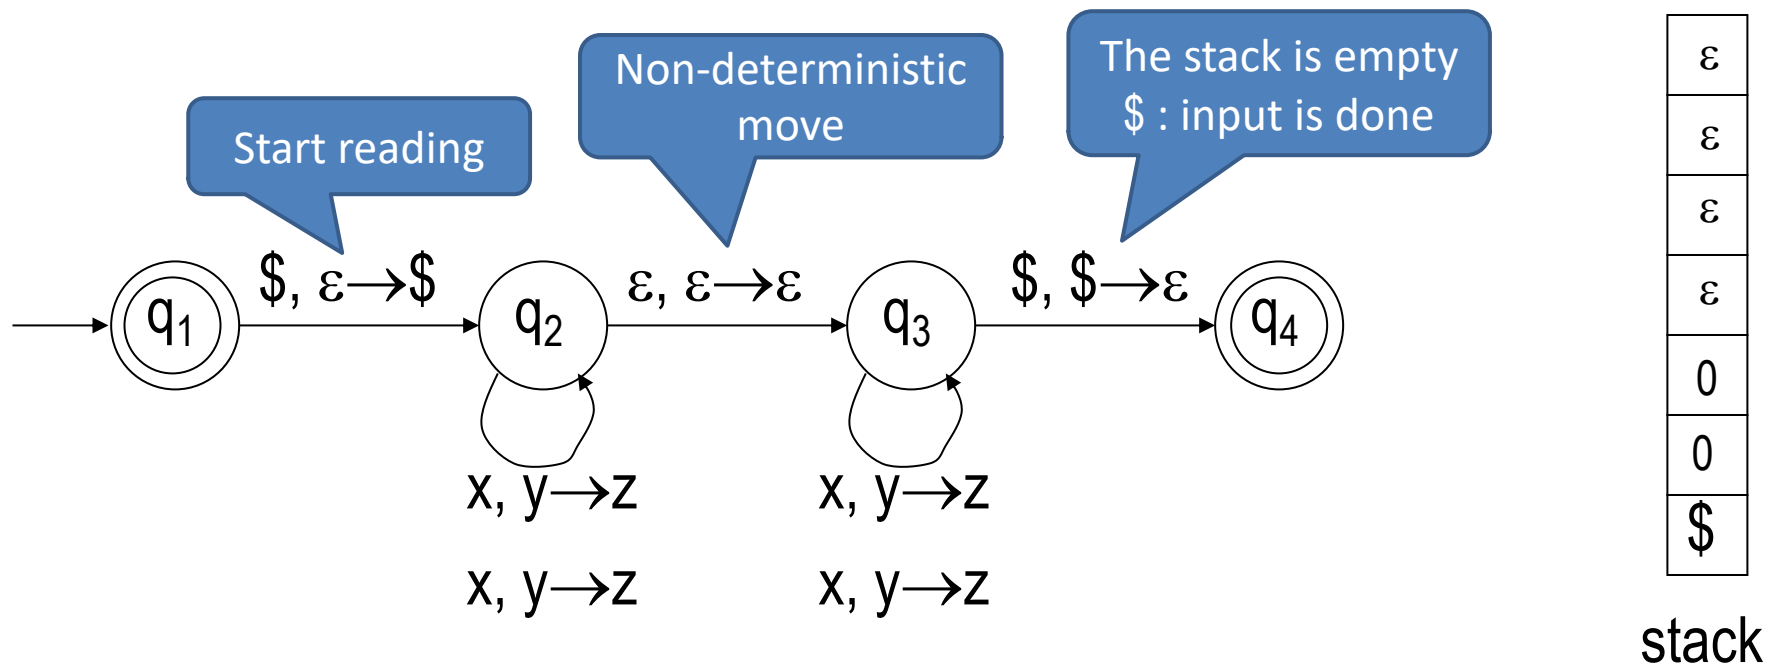 Start reading
Non-deterministic
move
The stack is empty
$ : input is done
q₁
$, ε→$
q₂
ε, ε→ε
q₃
$, $→ε
q₄
x, y→z
x, y→z
x, y→z
x, y→z
ε
ε
ε
ε
0
0
$
stack